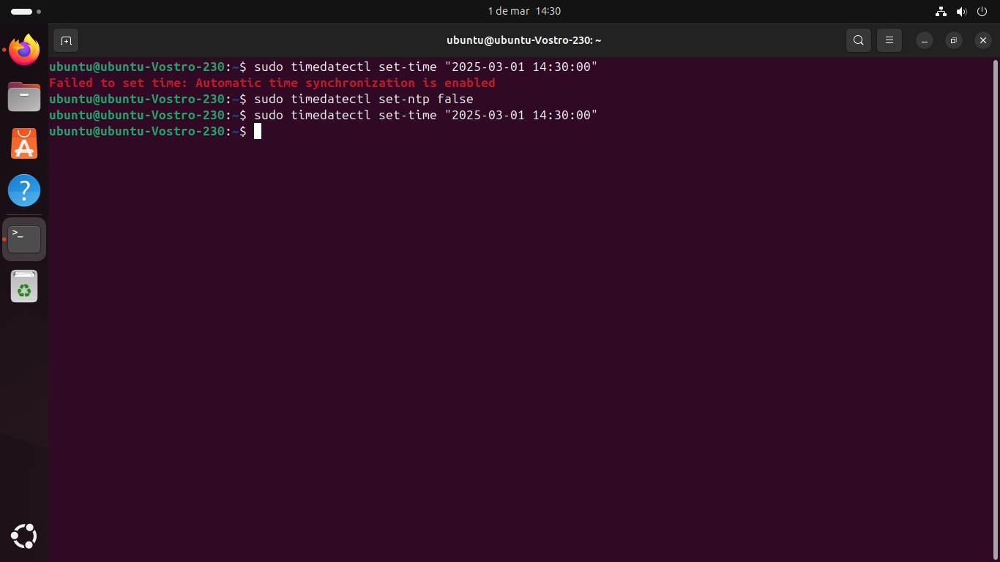 1 de mar 14:30
ubuntu@ubuntu-Vostro-230: ~
ubuntu@ubuntu-Vostro-230:~$ sudo timedatectl set-time "2025-03-01 14:30:00"
Failed to set time: Automatic time synchronization is enabled
ubuntu@ubuntu-Vostro-230:~$ sudo timedatectl set-ntp false
ubuntu@ubuntu-Vostro-230:~$ sudo timedatectl set-time "2025-03-01 14:30:00"
ubuntu@ubuntu-Vostro-230:~$